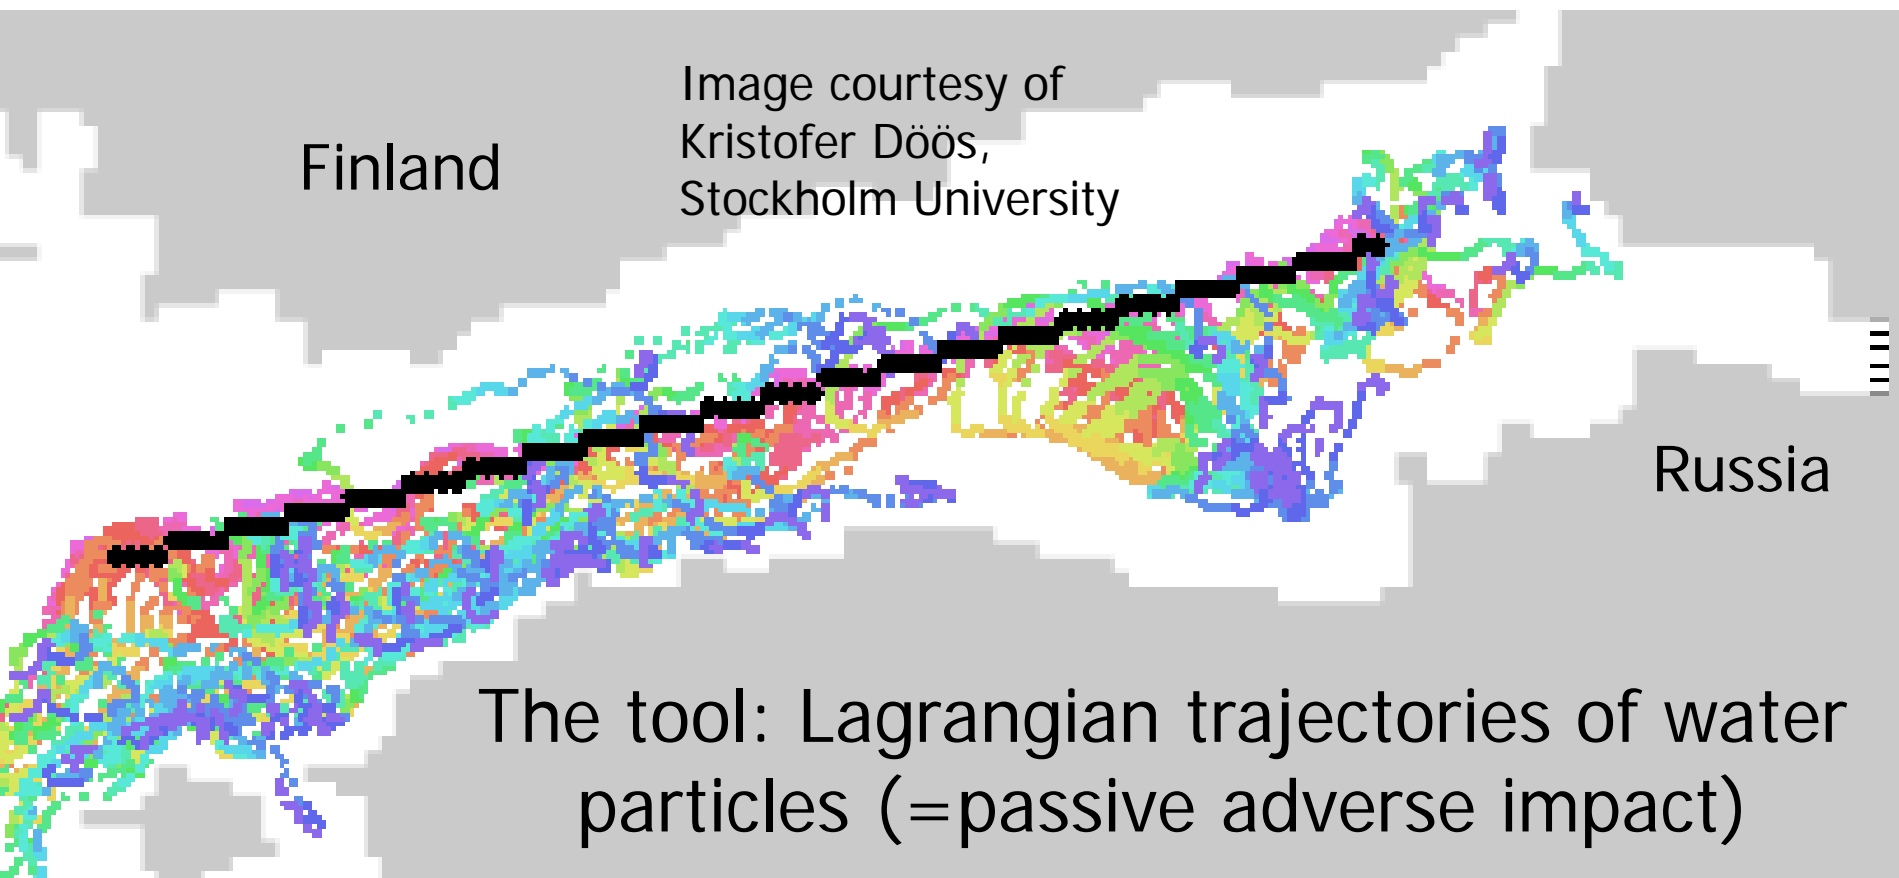 Image courtesy of
Kristofer Döös,
Stockholm University
Finland
Russia
The tool: Lagrangian trajectories of water
particles (=passive adverse impact)